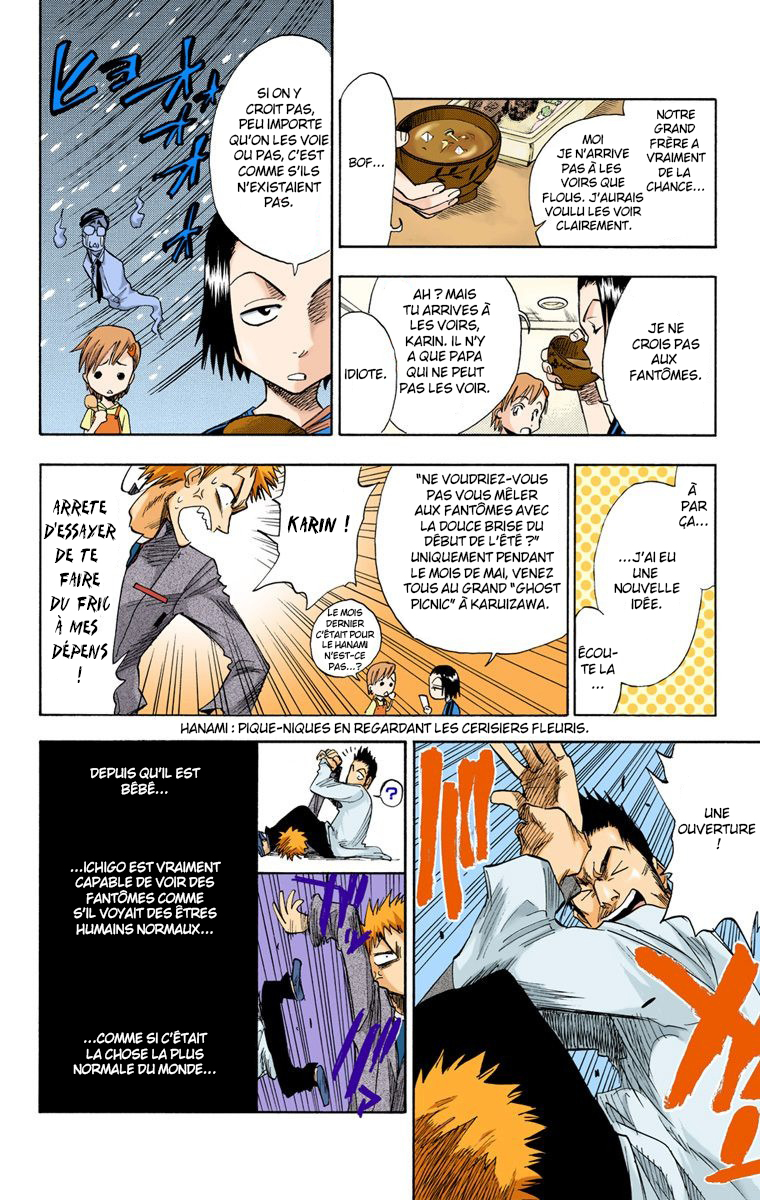 NOTRE
GRAND
FRÈRE A
VRAIMENT
DE LA
CHANCE...
MOI
JE N'ARRIVE
PAS À LES
VOIRS QUE
FLOUS. J'AURAIS
VOULU LES VOIR
CLAIREMENT.
BOF...
JE NE
CROIS PAS
AUX
FANTÔMES.
AH ? MAIS
TU ARRIVES À
LES VOIRS,
KARIN. IL N'Y
A QUE PAPA
QUI NE PEUT
PAS LES VOIR.
IDIOTE.
SI ON Y
CROIT PAS,
PEU IMPORTE
QU'ON LES VOIE
OU PAS, C'EST
COMME S'ILS
N'EXISTAIENT
PAS.
ヒョオオオオオ
À
PAR
ÇA...
...J'AI EU
UNE
NOUVELLE
IDÉE.
ÉCOU-
TE LA
...
"NE VOUDRIEZ-VOUS
PAS VOUS MÊLER
AUX FANTÔMES AVEC
LA DOUCE BRISE DU
DÉBUT DE L'ÉTÉ ?"
UNIQUEMENT PENDANT
LE MOIS DE MAI, VENEZ
TOUS AU GRAND "GHOST
PICNIC" À KARUIZAWA.
LE MOIS
DERNIER
C'ÉTAIT POUR
LE HANAMI
N'EST-CE
PAS...?
KARIN !
ARRETE
D'ESSAYER
DE TE
FAIRE
DU FRIC
À MES
DÉPENS
!
HANAMI : PIQUE-NIQUES EN REGARDANT LES CERISIERS FLEURIS.
UNE
OUVERTURE
!
?
DEPUIS QU'IL EST
BÉBÉ...
...ICHIGO EST VRAIMENT
CAPABLE DE VOIR DES
FANTÔMES COMME
S'IL VOYAIT DES ÊTRES
HUMAINS NORMAUX...
...COMME SI C'ÉTAIT
LA CHOSE LA PLUS
NORMALE DU MONDE...